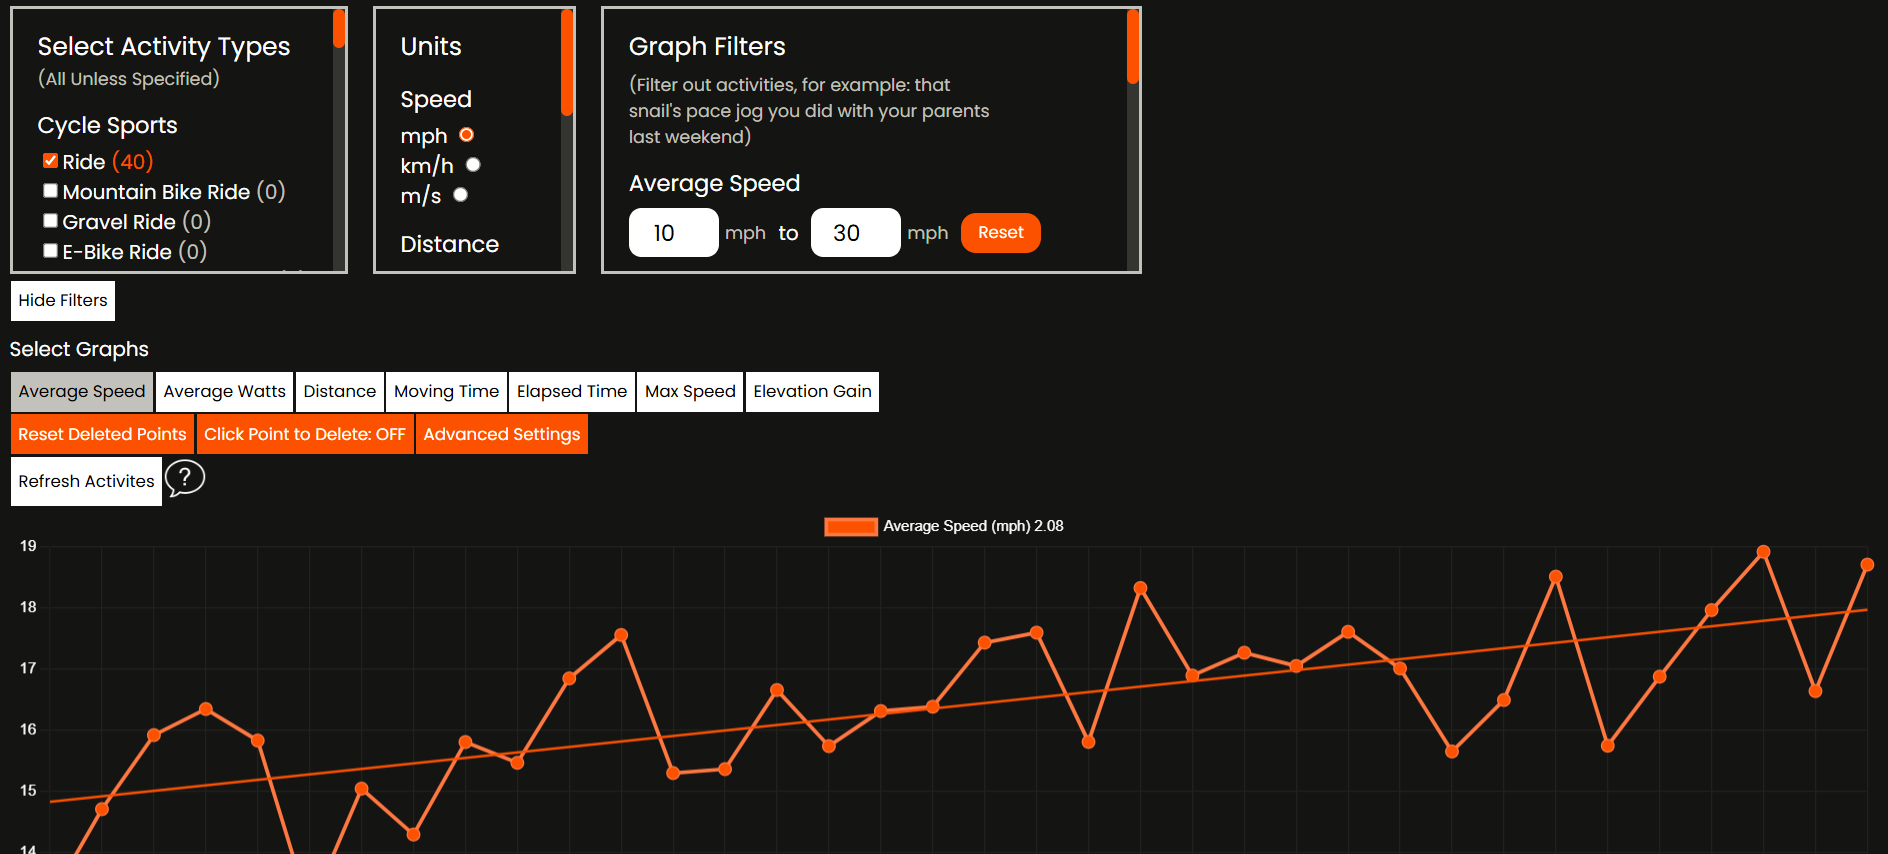 Select Activity Types
(All Unless Specified)
Cycle Sports
Ride (40)
Mountain Bike Ride (0)
Gravel Ride (0)
E-Bike Ride (0)
Units
Speed
mph
km/h
m/s
Distance
Graph Filters
(Filter out activities, for example: that
snail's pace jog you did with your parents
last weekend)
Average Speed
10 mph to 30 mph Reset
Hide Filters
Select Graphs
Average Speed Average Watts Distance Moving Time Elapsed Time Max Speed Elevation Gain
Reset Deleted Points Click Point to Delete: OFF Advanced Settings
Refresh Activites ?
Average Speed (mph) 2.08
19
18
17
16
15
14